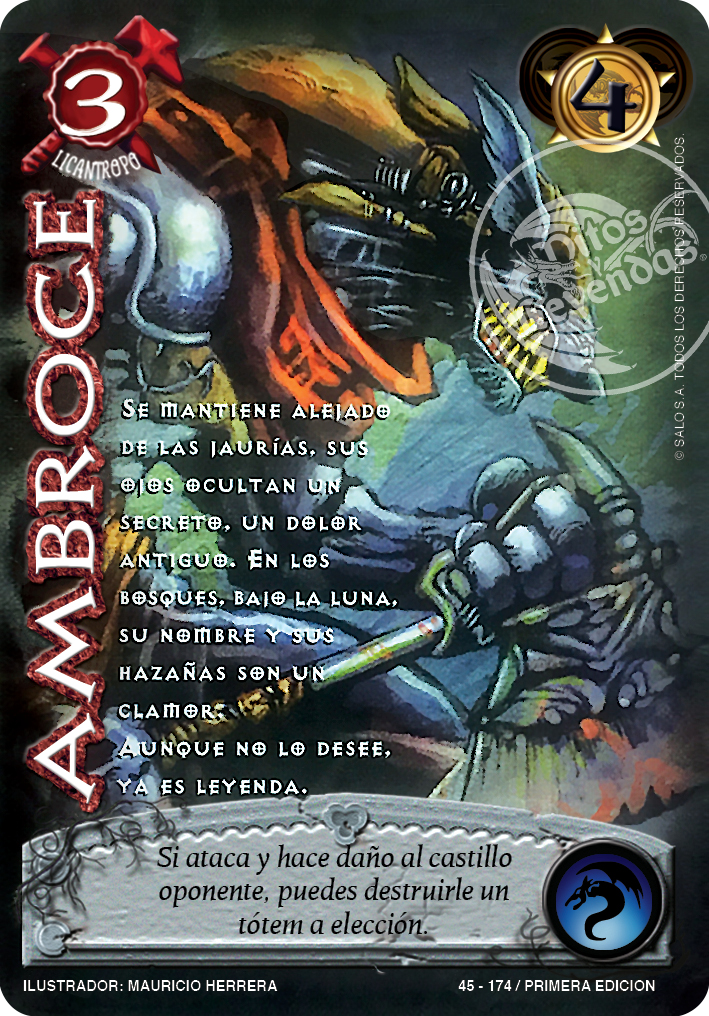 3
LICANTROPO
4
Mitos
y Leyendas
®
© SALO S.A. TODOS LOS DERECHOS RESERVADOS.
AMBROCE
Se mantiene alejado
de las jaurías, sus
ojos ocultan un
secreto, un dolor
antiguo. En los
bosques, bajo la luna,
su nombre y sus
hazañas son un
clamor.
Aunque no lo desee,
ya es leyenda.
Si ataca y hace daño al castillo
oponente, puedes destruirle un
tótem a elección.
ILUSTRADOR: MAURICIO HERRERA
45 - 174 / PRIMERA EDICION